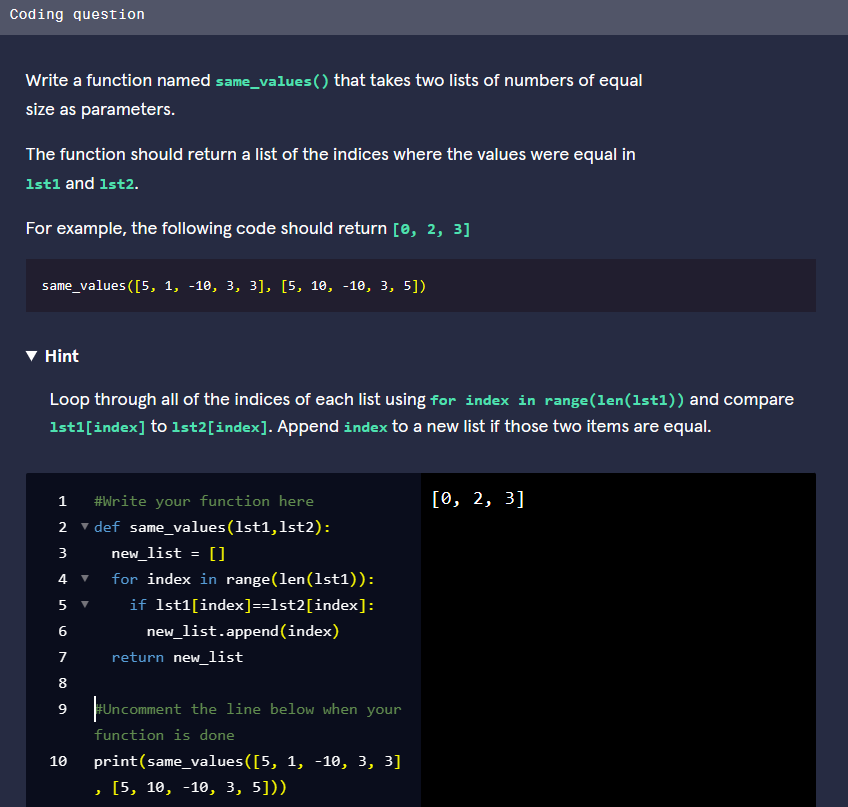 Coding question
Write a function named same_values() that takes two lists of numbers of equal
size as parameters.
The function should return a list of the indices where the values were equal in
lst1 and lst2.
For example, the following code should return [0, 2, 3]
same_values([5, 1, -10, 3, 3], [5, 10, -10, 3, 5])
▼ Hint
Loop through all of the indices of each list using for index in range(len(lst1)) and compare
lst1[index] to lst2[index]. Append index to a new list if those two items are equal.
1 #Write your function here
2 ▼ def same_values(lst1,lst2):
3   new_list = []
4 ▼   for index in range(len(lst1)):
5 ▼     if lst1[index]==lst2[index]:
6       new_list.append(index)
7   return new_list
8
9 #Uncomment the line below when your
function is done
10 print(same_values([5, 1, -10, 3, 3]
, [5, 10, -10, 3, 5]))
[0, 2, 3]